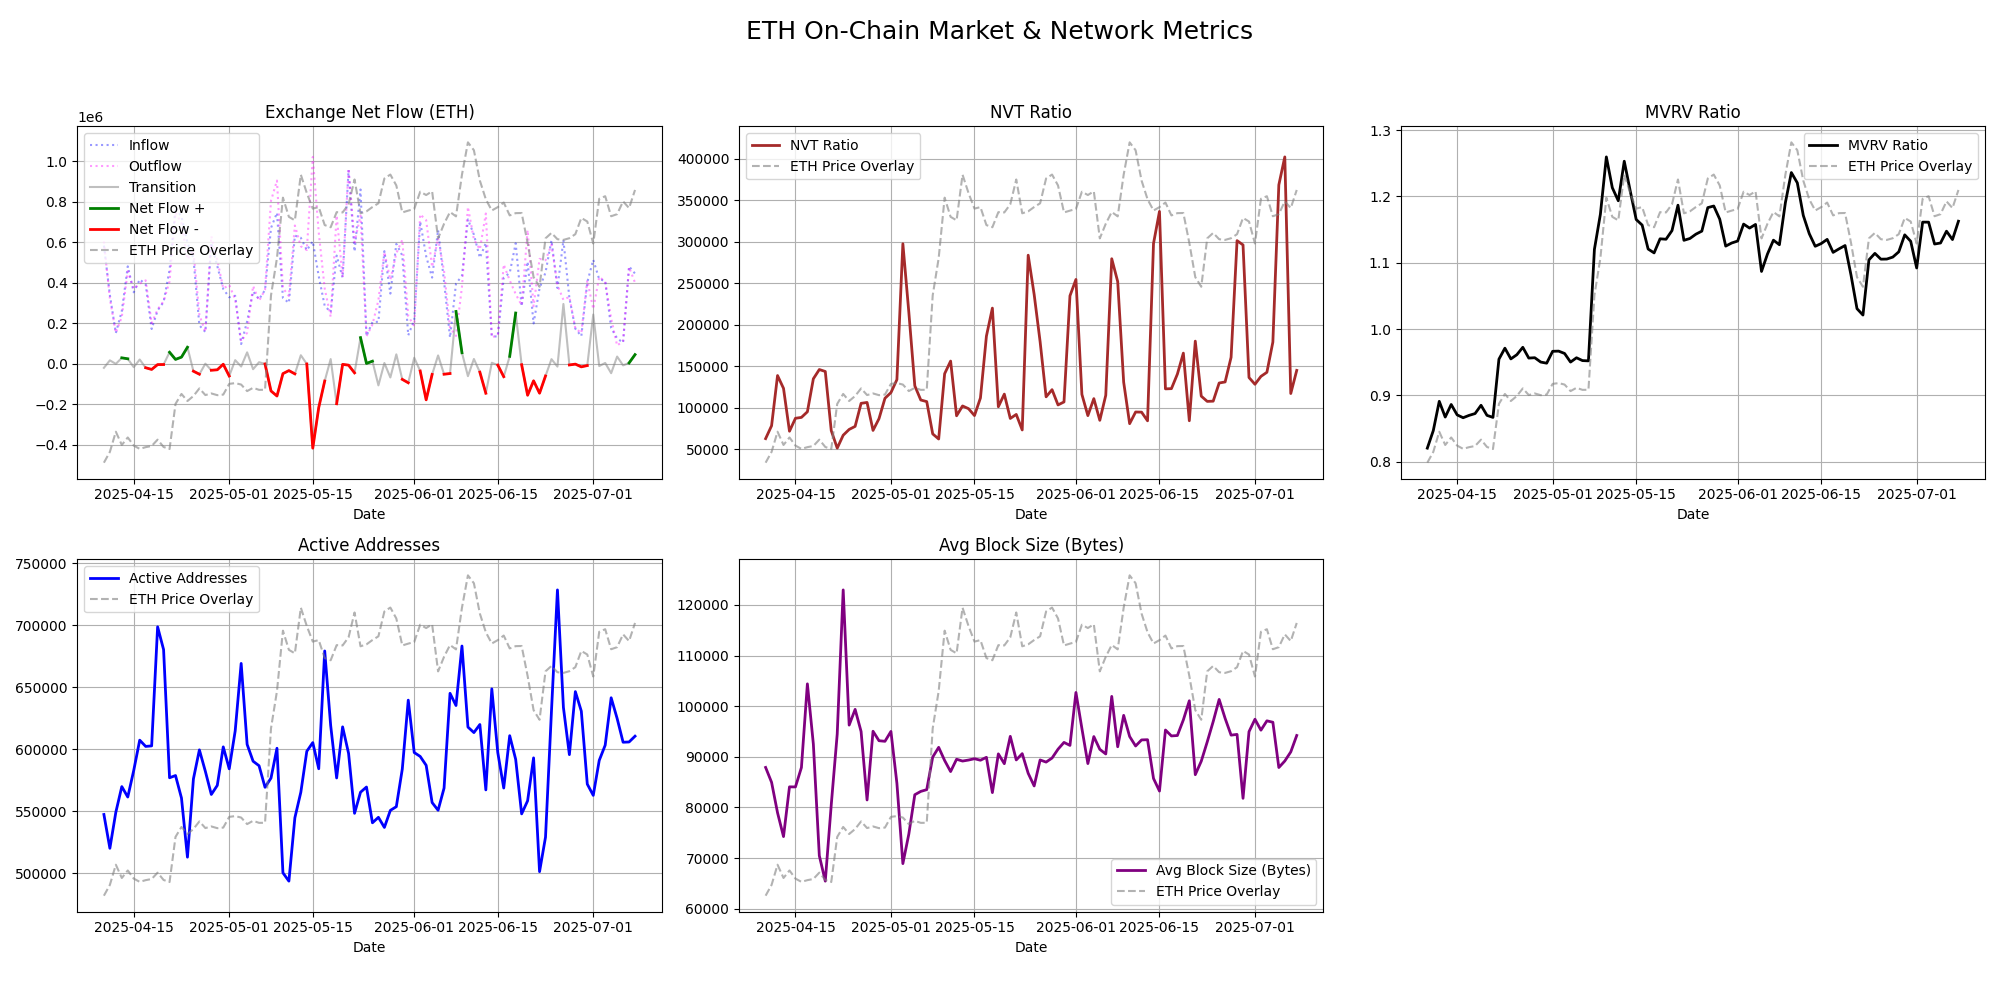 ETH On-Chain Market & Network Metrics
Exchange Net Flow (ETH)
1e6
Inflow
Outflow
Transition
Net Flow +
Net Flow -
ETH Price Overlay
1.0
0.8
0.6
0.4
0.2
0.0
−0.2
−0.4
2025-04-15 2025-05-01 2025-05-15 2025-06-01 2025-06-15 2025-07-01
Date
NVT Ratio
NVT Ratio
ETH Price Overlay
400000
350000
300000
250000
200000
150000
100000
50000
2025-04-15 2025-05-01 2025-05-15 2025-06-01 2025-06-15 2025-07-01
Date
MVRV Ratio
MVRV Ratio
ETH Price Overlay
1.3
1.2
1.1
1.0
0.9
0.8
2025-04-15 2025-05-01 2025-05-15 2025-06-01 2025-06-15 2025-07-01
Date
Active Addresses
Active Addresses
ETH Price Overlay
750000
700000
650000
600000
550000
500000
2025-04-15 2025-05-01 2025-05-15 2025-06-01 2025-06-15 2025-07-01
Date
Avg Block Size (Bytes)
120000
110000
100000
90000
80000
70000
60000
Avg Block Size (Bytes)
ETH Price Overlay
2025-04-15 2025-05-01 2025-05-15 2025-06-01 2025-06-15 2025-07-01
Date